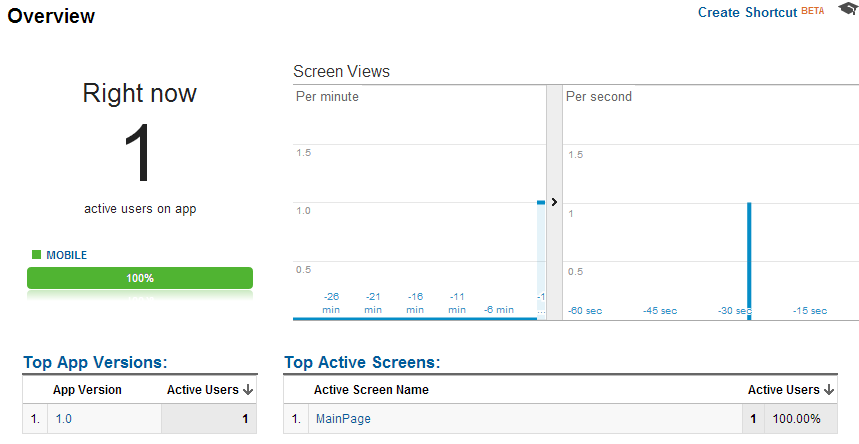 Overview
Create Shortcut BETA
Right now
1
active users on app
MOBILE
100%
Screen Views
Per minute
1.5
1.0
0.5
-26 min
-21 min
-16 min
-11 min
-6 min
-1 ...
Per second
1.5
1
0.5
-60 sec
-45 sec
-30 sec
-15 sec
Top App Versions:
App Version Active Users
1. 1.0 1
Top Active Screens:
Active Screen Name Active Users
1. MainPage 1 100.00%